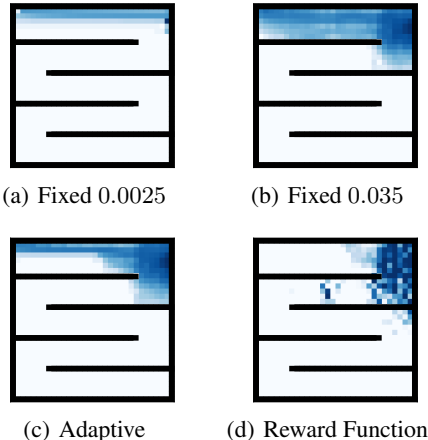 (a) Fixed 0.0025
(b) Fixed 0.035
(c) Adaptive
(d) Reward Function